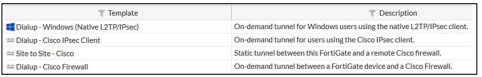 Template Description
Dialup - Windows (Native L2TP/IPsec) On-demand tunnel for Windows users using the native L2TP/IPsec client.
Dialup - Cisco IPsec Client On-demand tunnel for users using the Cisco IPsec client.
Site to Site - Cisco Static tunnel between this FortiGate and a remote Cisco firewall.
Dialup - Cisco Firewall On-demand tunnel between a FortiGate device and a Cisco Firewall.